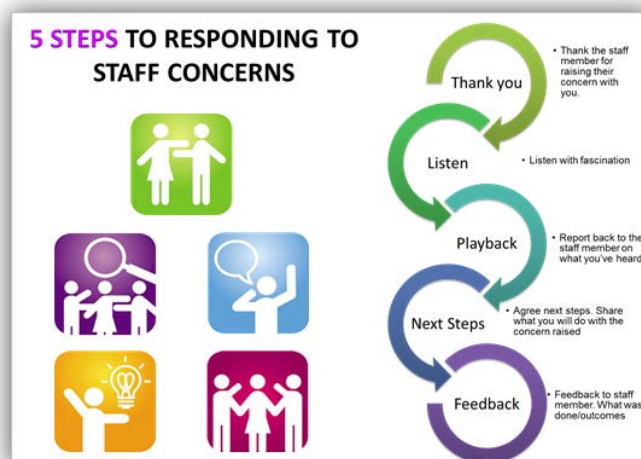 5 STEPS TO RESPONDING TO
STAFF CONCERNS
Thank you
• Thank the staff
member for
raising their
concern with
you.
Listen
• Listen with fascination
Playback
• Report back to the
staff member on
what you've heard
Next Steps
• Agree next steps. Share
what you will do with the
concern raised
Feedback
• Feedback to staff
member. What was
done/outcomes